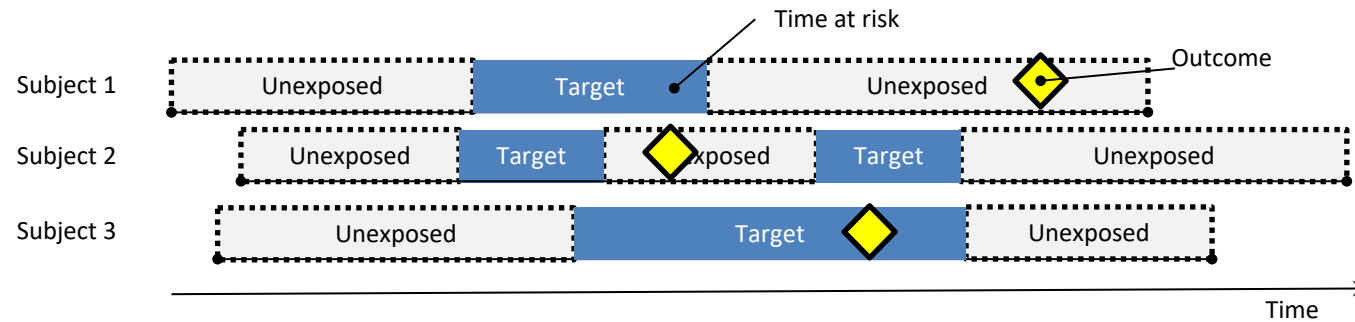 Time at risk
Outcome
Subject 1 Unexposed Target Unexposed
Subject 2 Unexposed Target exposed Target Unexposed
Subject 3 Unexposed Target Unexposed
Time